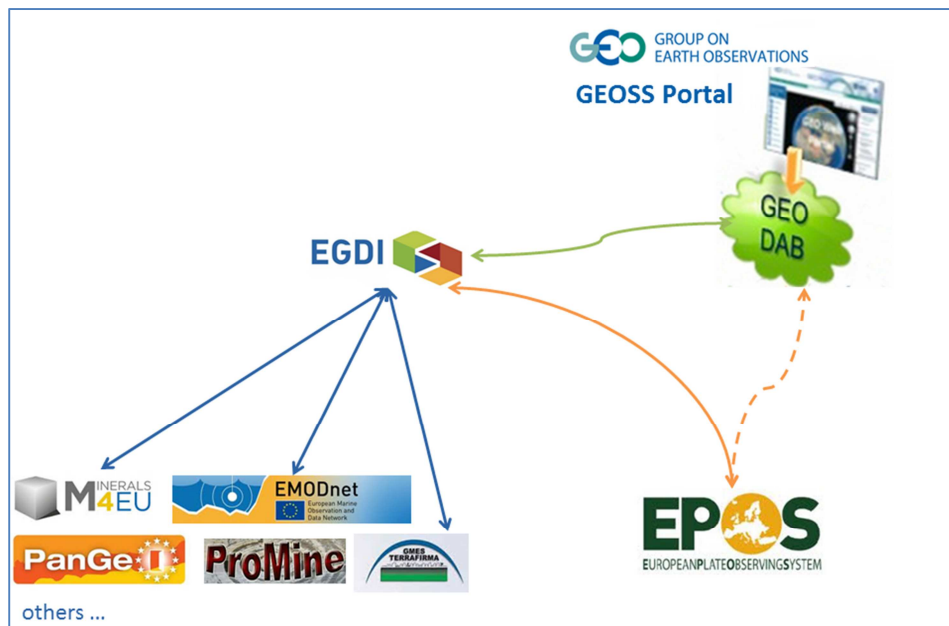 GEO GROUP ON
EARTH OBSERVATIONS
GEOSS Portal
GEO
DAB
EGDI
MINERALS
M4EU
EMODnet
European Marine
Observation and
Data Network
PanGeo
ProMine
GMES
TERRAFIRMA
EPOS
EUROPEANPLATEOBSERVINGSYSTEM
others ...